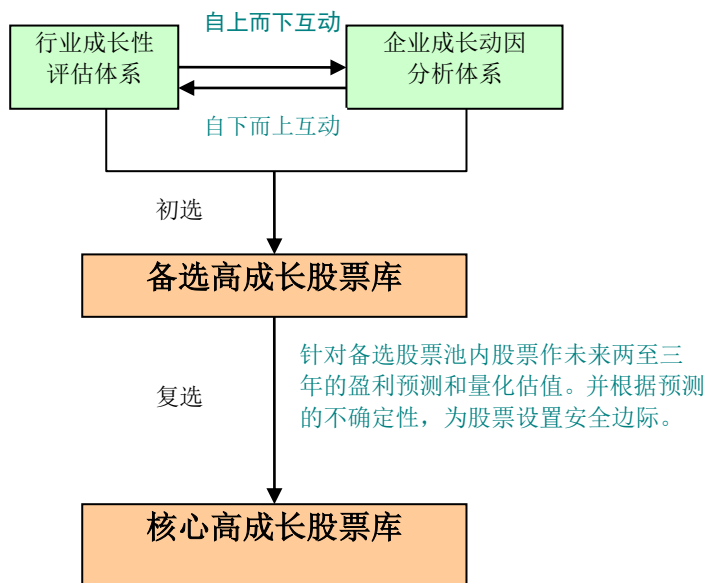 自上而下互动
行业成长性
评估体系
企业成长动因
分析体系
自下而上互动
初选
备选高成长股票库
针对备选股票池内股票作未来两至三
年的盈利预测和量化估值。并根据预测
的不确定性，为股票设置安全边际。
复选
核心高成长股票库